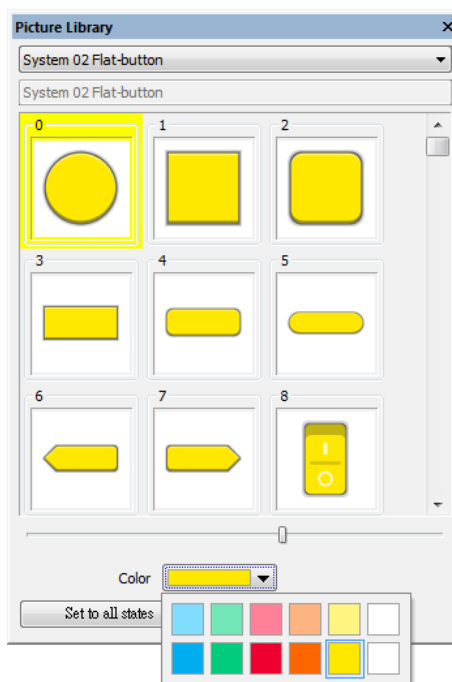 Picture Library
System 02 Flat-button
System 02 Flat-button
0 1 2
3 4 5
6 7 8
Color
Set to all states